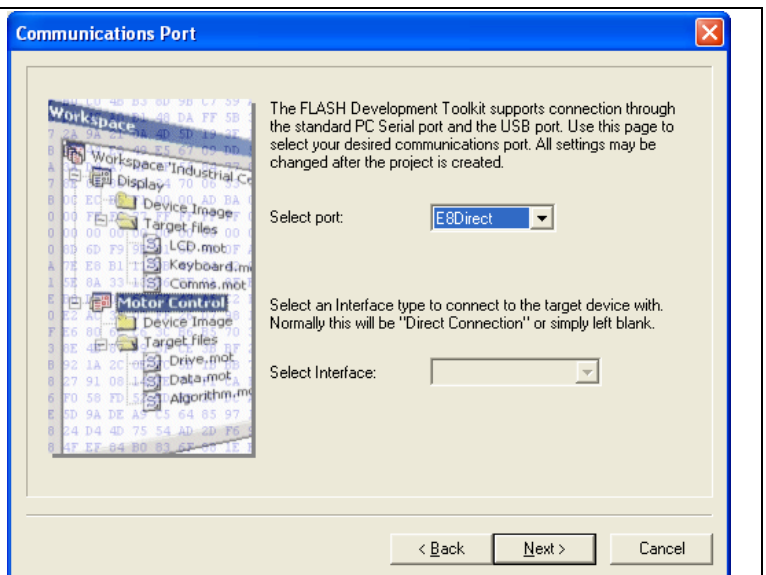 Communications Port
The FLASH Development Toolkit supports connection through
the standard PC Serial port and the USB port. Use this page to
select your desired communications port. All settings may be
changed after the project is created.
Select port:
E8Direct
Select an Interface type to connect to the target device with.
Normally this will be "Direct Connection" or simply left blank.
Select Interface:
Workspace
Workspace "Industrial Co
Display
Device Image
Target files
LCD.mot
Keyboard.m
Comms.mot
Motor Control
Device Image
Target files
Drive.mot
Data.mot
Algorithm.mo
< Back
Next >
Cancel